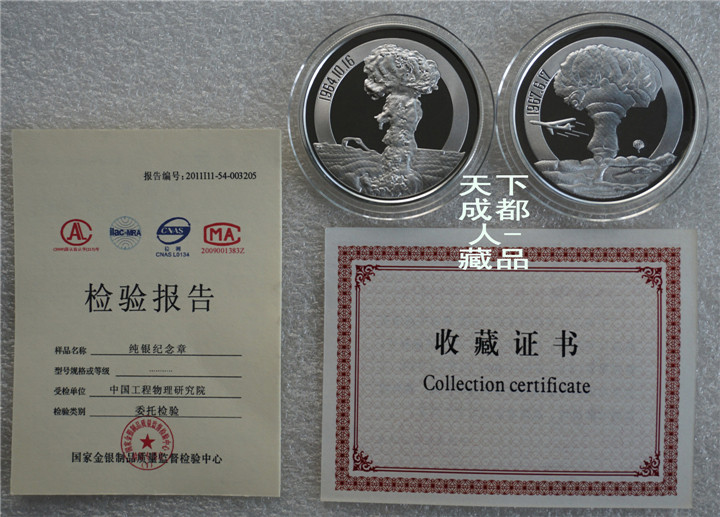 1964.10.16
1967.6.17
天下
成都
人–
藏品
报告编号:2011I11-54-003205
ilac-MRA
CNAS
CNAS L0134
MA
2009001383Z
检验报告
样品名称 纯银纪念章
型号规格或等级 ............
受检单位 中国工程物理研究院
检验类别 委托检验
国家金银制品质量监督检验中心
收藏证书
Collection certificate